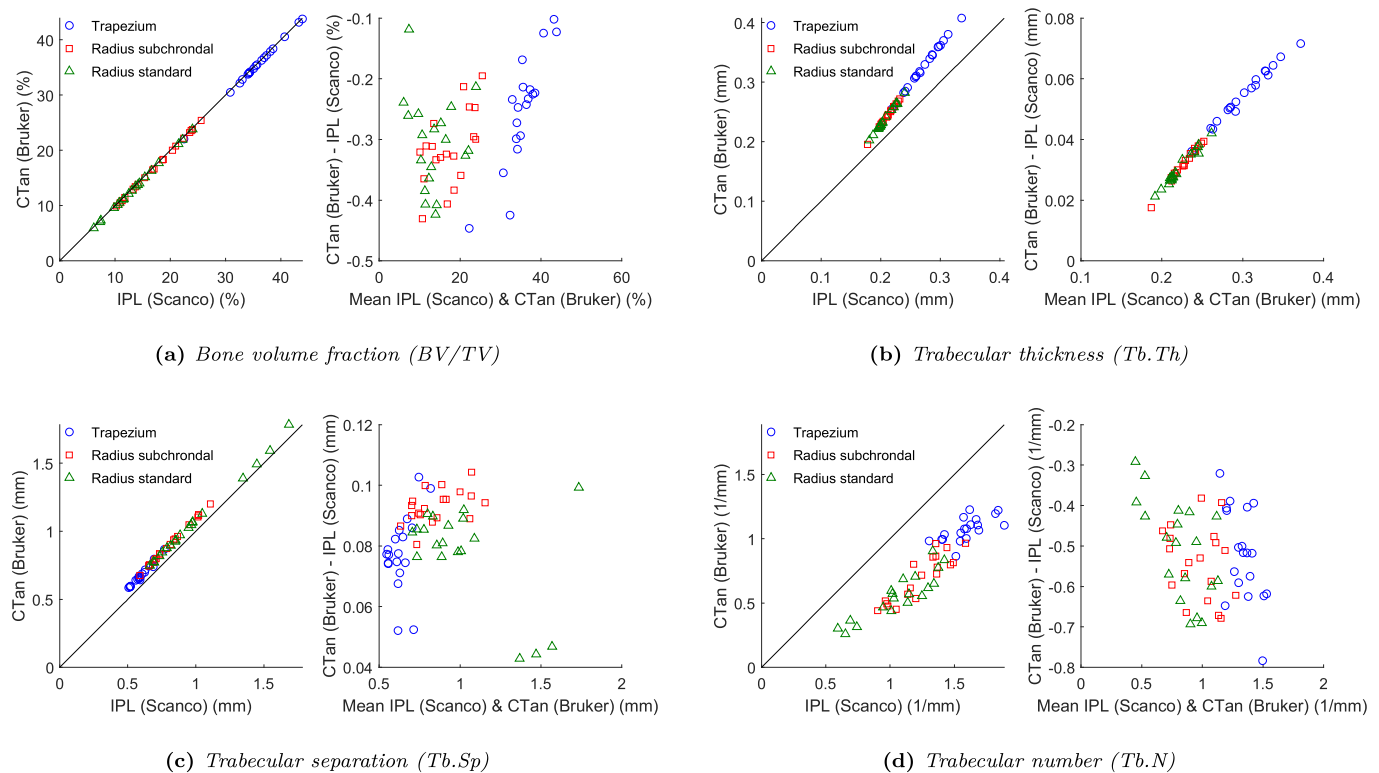 CTan (Bruker) (%)
40
30
20
10
0
0
10
20
30
40
IPL (Scanco) (%)
Trapezium
Radius subchrondal
Radius standard
CTan (Bruker) - IPL (Scanco) (%)
-0.1
-0.2
-0.3
-0.4
-0.5
0
20
40
60
Mean IPL (Scanco) & CTan (Bruker) (%)
(a) Bone volume fraction (BV/TV)
CTan (Bruker) (mm)
0.4
0.3
0.2
0.1
0
0
0.1
0.2
0.3
0.4
IPL (Scanco) (mm)
Trapezium
Radius subchrondal
Radius standard
CTan (Bruker) - IPL (Scanco) (mm)
0.08
0.06
0.04
0.02
0
0.1
0.2
0.3
0.4
Mean IPL (Scanco) & CTan (Bruker) (mm)
(b) Trabecular thickness (Tb.Th)
CTan (Bruker) (mm)
1.5
1
0.5
0
0
0.5
1
1.5
IPL (Scanco) (mm)
Trapezium
Radius subchrondal
Radius standard
CTan (Bruker) - IPL (Scanco) (mm)
0.12
0.1
0.08
0.06
0.04
0.5
1
1.5
2
Mean IPL (Scanco) & CTan (Bruker) (mm)
(c) Trabecular separation (Tb.Sp)
CTan (Bruker) (1/mm)
1.5
1
0.5
0
0
0.5
1
1.5
IPL (Scanco) (1/mm)
Trapezium
Radius subchrondal
Radius standard
CTan (Bruker) - IPL (Scanco) (1/mm)
-0.2
-0.3
-0.4
-0.5
-0.6
-0.7
-0.8
0
0.5
1
1.5
2
Mean IPL (Scanco) & CTan (Bruker) (1/mm)
(d) Trabecular number (Tb.N)